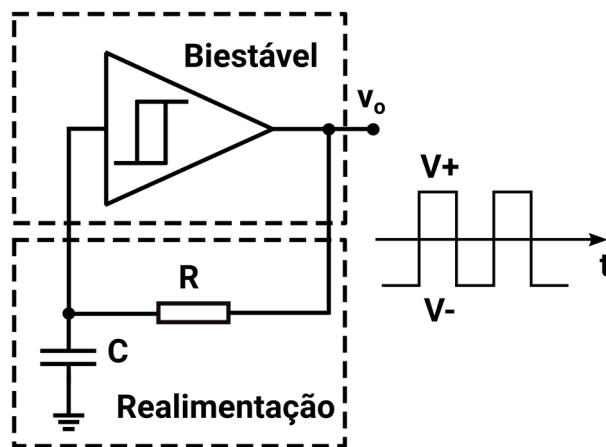 Biestável
vo
V+
t
V-
R
C
Realimentação